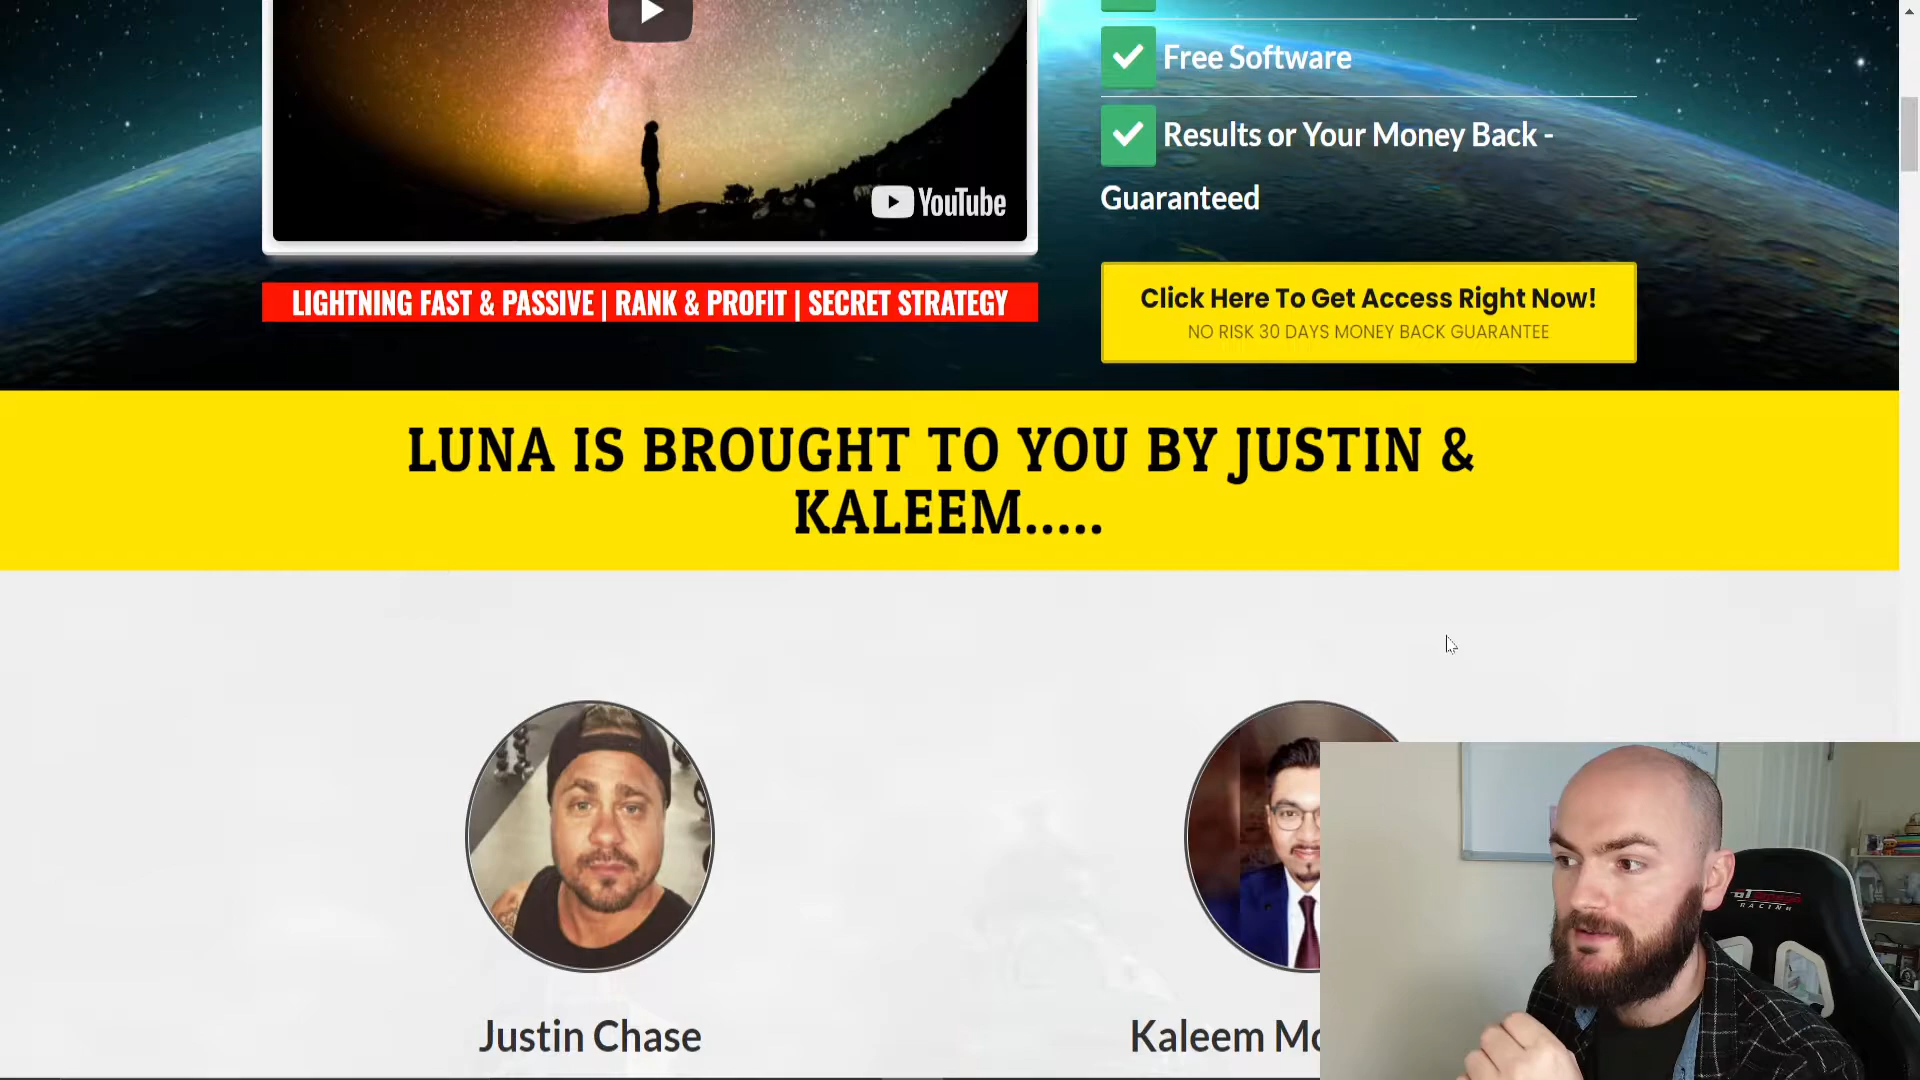 Free Software
Results or Your Money Back -
Guaranteed
YouTube
LIGHTNING FAST & PASSIVE | RANK & PROFIT | SECRET STRATEGY
Click Here To Get Access Right Now!
NO RISK 30 DAYS MONEY BACK GUARANTEE
LUNA IS BROUGHT TO YOU BY JUSTIN &
KALEEM.....
Justin Chase
Kaleem
RACING